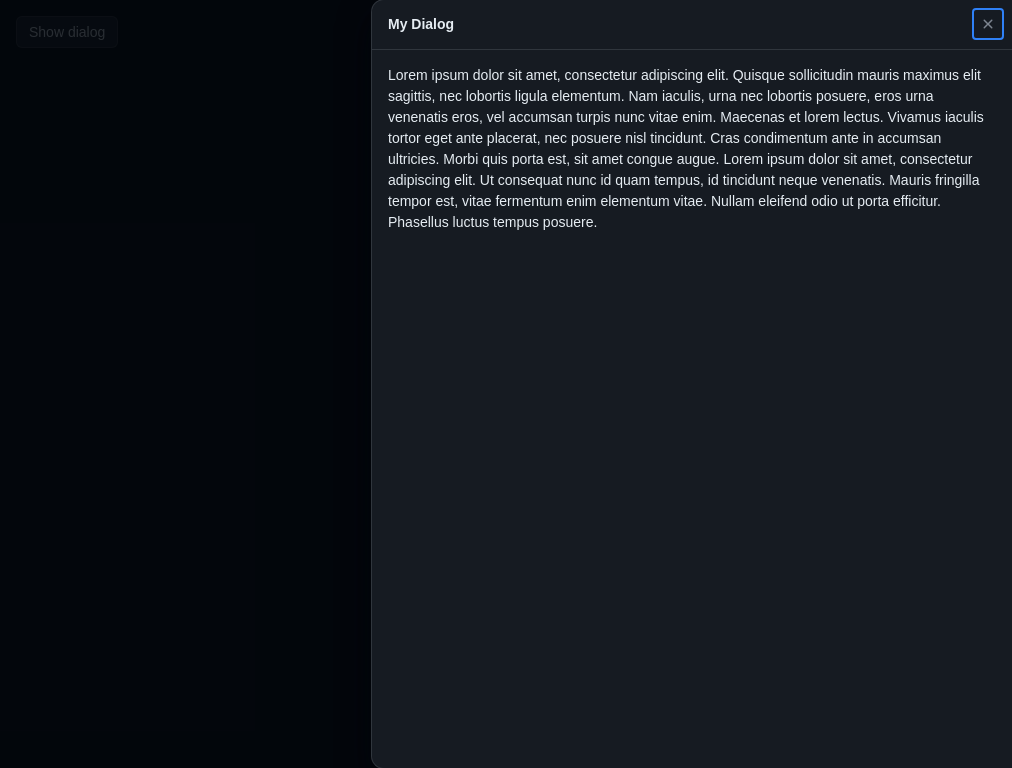 Show dialog
My Dialog
Lorem ipsum dolor sit amet, consectetur adipiscing elit. Quisque sollicitudin mauris maximus elit
sagittis, nec lobortis ligula elementum. Nam iaculis, urna nec lobortis posuere, eros urna
venenatis eros, vel accumsan turpis nunc vitae enim. Maecenas et lorem lectus. Vivamus iaculis
tortor eget ante placerat, nec posuere nisl tincidunt. Cras condimentum ante in accumsan
ultricies. Morbi quis porta est, sit amet congue augue. Lorem ipsum dolor sit amet, consectetur
adipiscing elit. Ut consequat nunc id quam tempus, id tincidunt neque venenatis. Mauris fringilla
tempor est, vitae fermentum enim elementum vitae. Nullam eleifend odio ut porta efficitur.
Phasellus luctus tempus posuere.